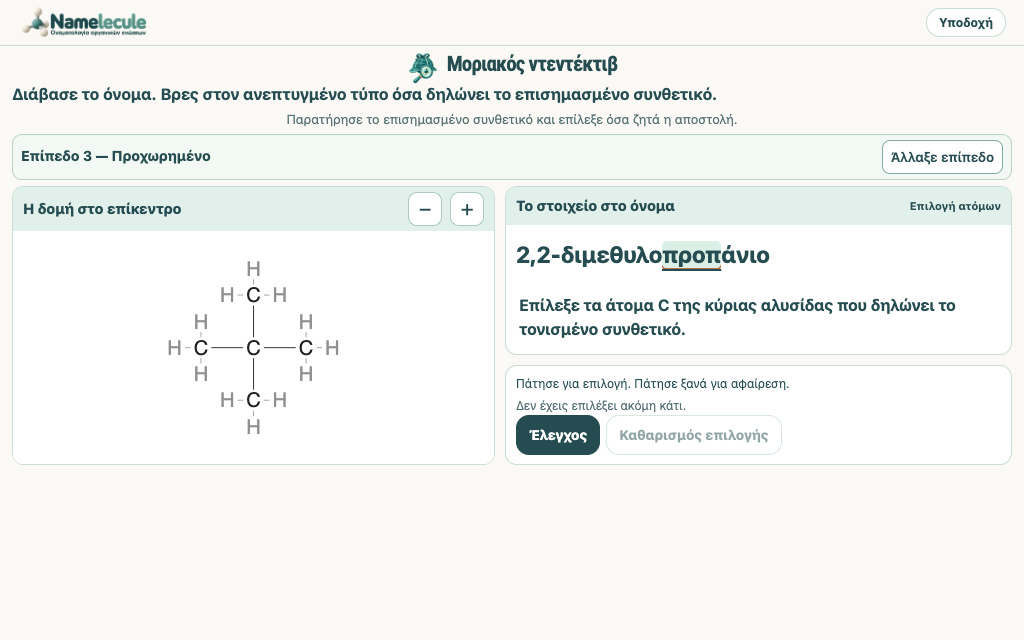 Namelecule
Ονοματολογία οργανικών ενώσεων
Υποδοχή
Μοριακός ντεντέκτιβ
Διάβασε το όνομα. Βρες στον ανεπτυγμένο τύπο όσα δηλώνει το επισημασμένο συνθετικό.
Παρατήρησε το επισημασμένο συνθετικό και επίλεξε όσα ζητά η αποστολή.
Επίπεδο 3 — Προχωρημένο
Άλλαξε επίπεδο
Η δομή στο επίκεντρο
−
+
H
H-C-H
H H
H-C—C—C-H
H H
H-C-H
H
Το στοιχείο στο όνομα
Επιλογή ατόμων
2,2-διμεθυλοπροπάνιο
Επίλεξε τα άτομα C της κύριας αλυσίδας που δηλώνει το
τονισμένο συνθετικό.
Πάτησε για επιλογή. Πάτησε ξανά για αφαίρεση.
Δεν έχεις επιλέξει ακόμη κάτι.
Έλεγχος
Καθαρισμός επιλογής